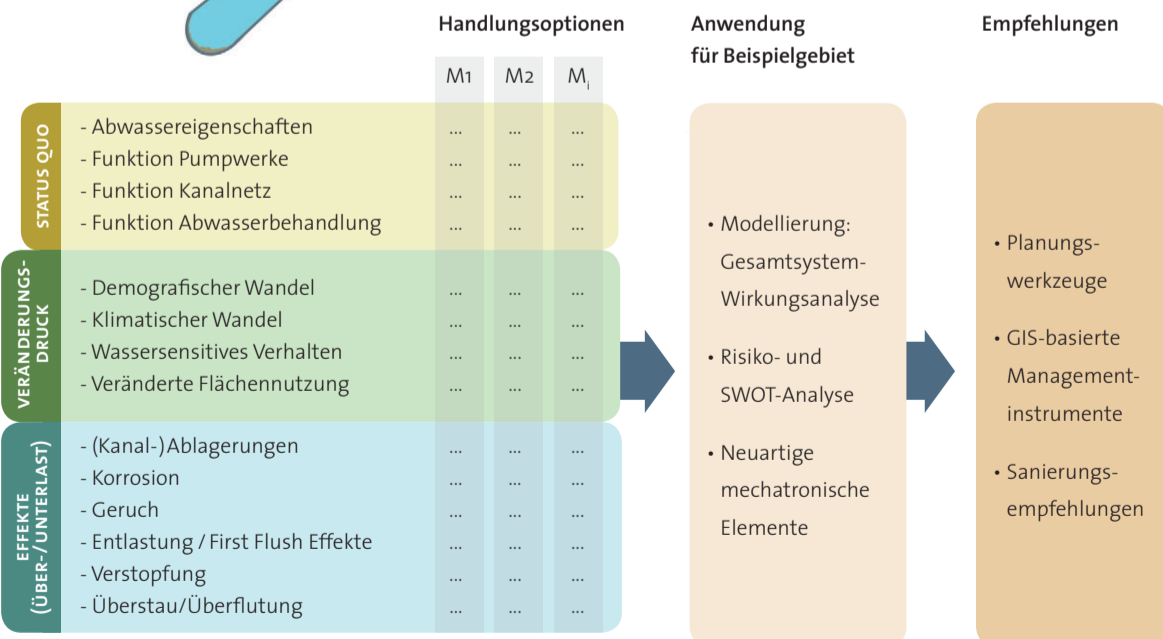 Handlungsoptionen
M1 M2 Mi
STATUS QUO
- Abwassereigenschaften ... ... ...
- Funktion Pumpwerke ... ... ...
- Funktion Kanalnetz ... ... ...
- Funktion Abwasserbehandlung ... ... ...
VERÄNDERUNGS-
DRUCK
- Demografischer Wandel ... ... ...
- Klimatischer Wandel ... ... ...
- Wassersensitives Verhalten ... ... ...
- Veränderte Flächennutzung ... ... ...
EFFEKTE
(ÜBER-/UNTERLAST)
- (Kanal-)Ablagerungen ... ... ...
- Korrosion ... ... ...
- Geruch ... ... ...
- Entlastung / First Flush Effekte ... ... ...
- Verstopfung ... ... ...
- Überstau/Überflutung ... ... ...
Anwendung
für Beispielgebiet
• Modellierung:
Gesamtsystem-
Wirkungsanalyse
• Risiko- und
SWOT-Analyse
• Neuartige
mechatronische
Elemente
Empfehlungen
• Planungs-
werkzeuge
• GIS-basierte
Management-
instrumente
• Sanierungs-
empfehlungen